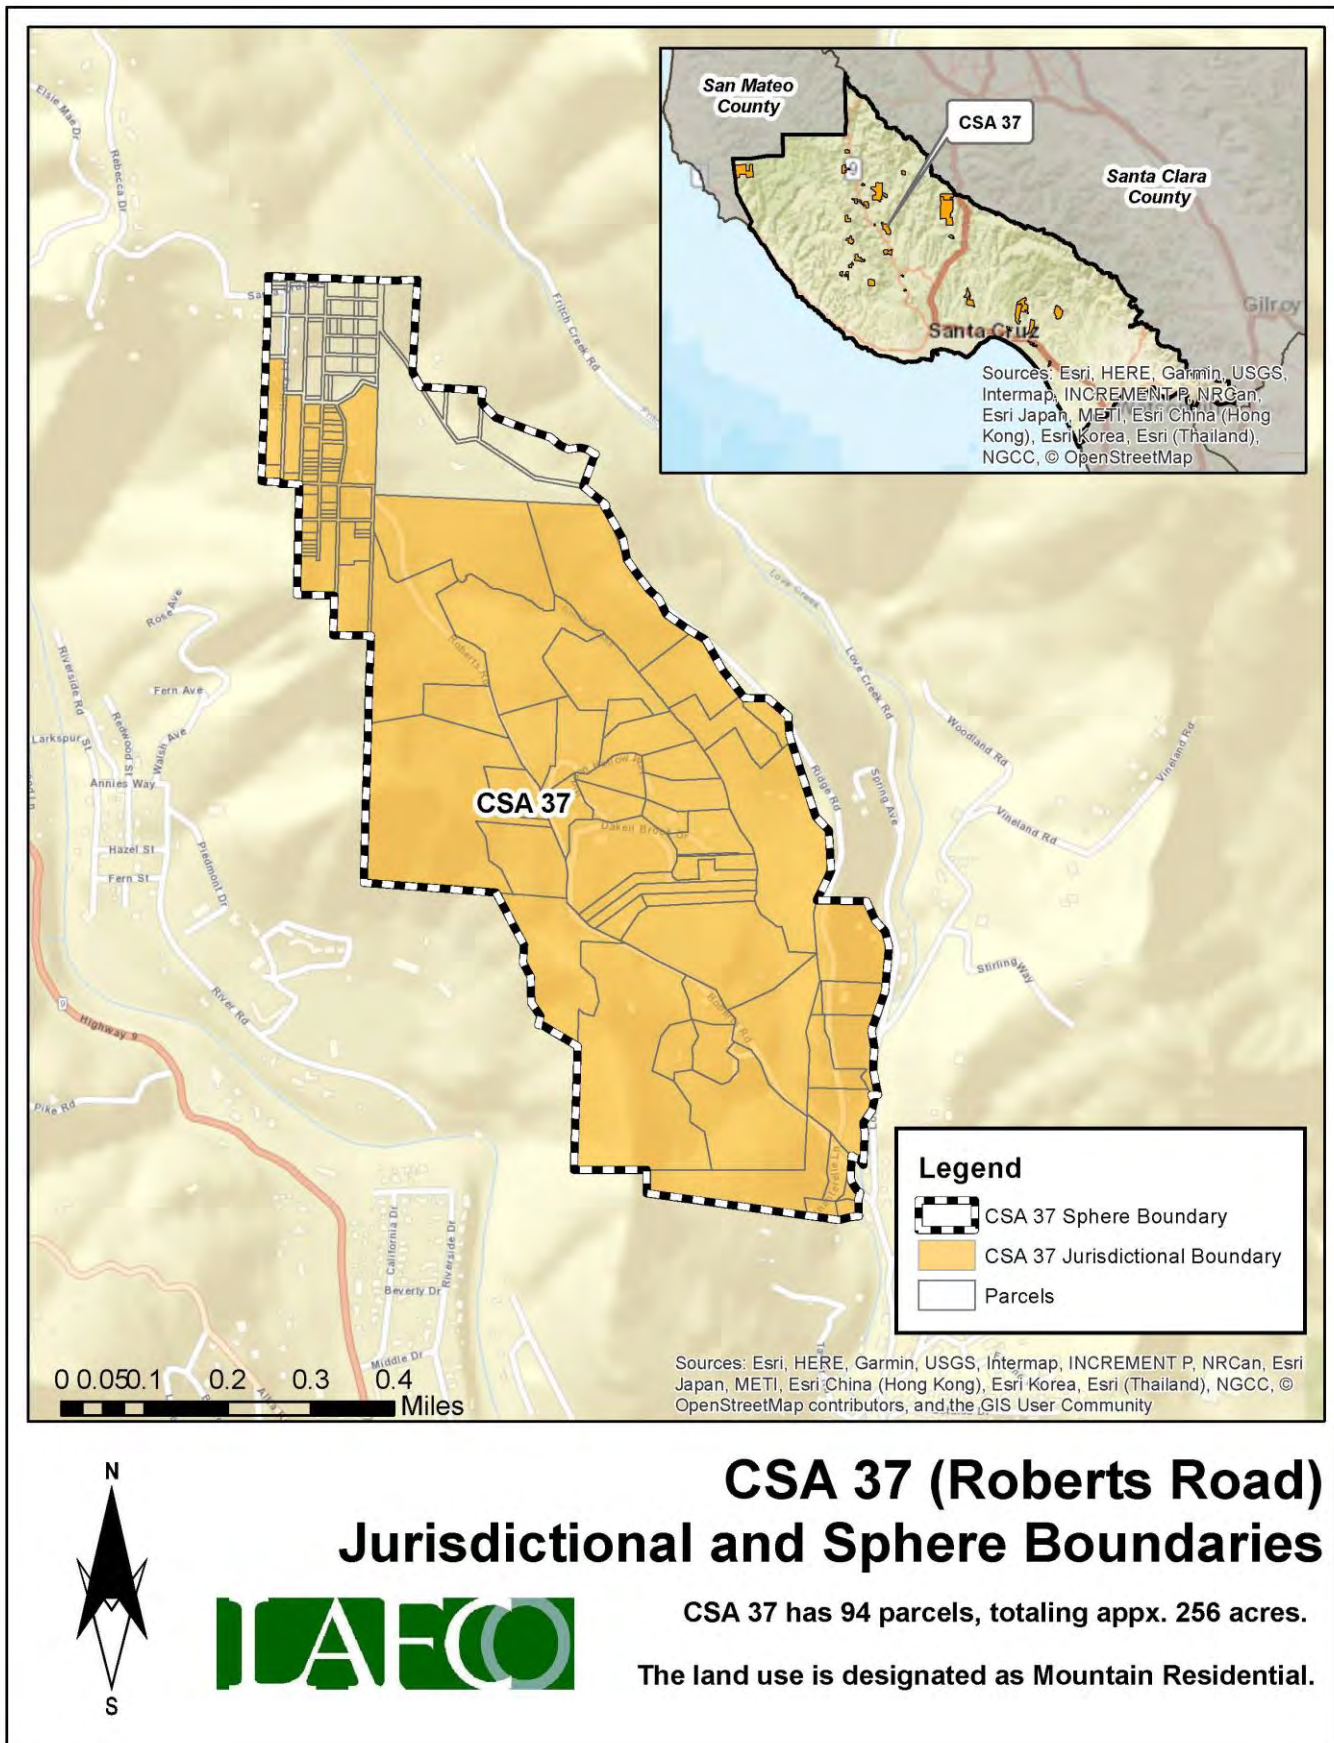 San Mateo
County
CSA 37
9
Santa Clara
County
Gilroy
Santa Cruz
Sources: Esri, HERE, Garmin, USGS,
Intermap, INCREMENT P, NRCan,
Esri Japan, METI, Esri China (Hong
Kong), Esri Korea, Esri (Thailand),
NGCC, © OpenStreetMap
Elsie Mae Dr
Rebecca Dr
Fritch Creek Rd
Love Creek
Love Creek Rd
Rose Ave
Riverside Rd
Roberts Rd
Fern Ave
Redwood St
Walsh Ave
Larkspur St
Annies Way
Woodland Rd
Vineland Rd
Ridge Rd
Spring Ave
Vineland Rd
CSA 37
Hazel St
Piedmont Dr
Fern St
Stirling Way
River Rd
9
Highway 9
Roberts Rd
Pike Rd
California Dr
Riverside Dr
Beverly Dr
Middle Dr
Legend
CSA 37 Sphere Boundary
CSA 37 Jurisdictional Boundary
Parcels
0 0.05 0.1 0.2 0.3 0.4
Miles
Sources: Esri, HERE, Garmin, USGS, Intermap, INCREMENT P, NRCan, Esri
Japan, METI, Esri China (Hong Kong), Esri Korea, Esri (Thailand), NGCC, ©
OpenStreetMap contributors, and the GIS User Community
N
S
CSA 37 (Roberts Road)
Jurisdictional and Sphere Boundaries
LAFCO
CSA 37 has 94 parcels, totaling appx. 256 acres.
The land use is designated as Mountain Residential.